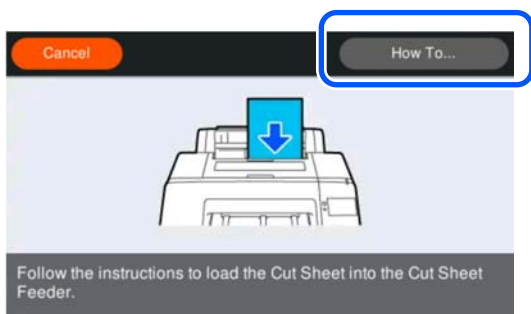 Cancel
How To...
Follow the instructions to load the Cut Sheet into the Cut Sheet
Feeder.